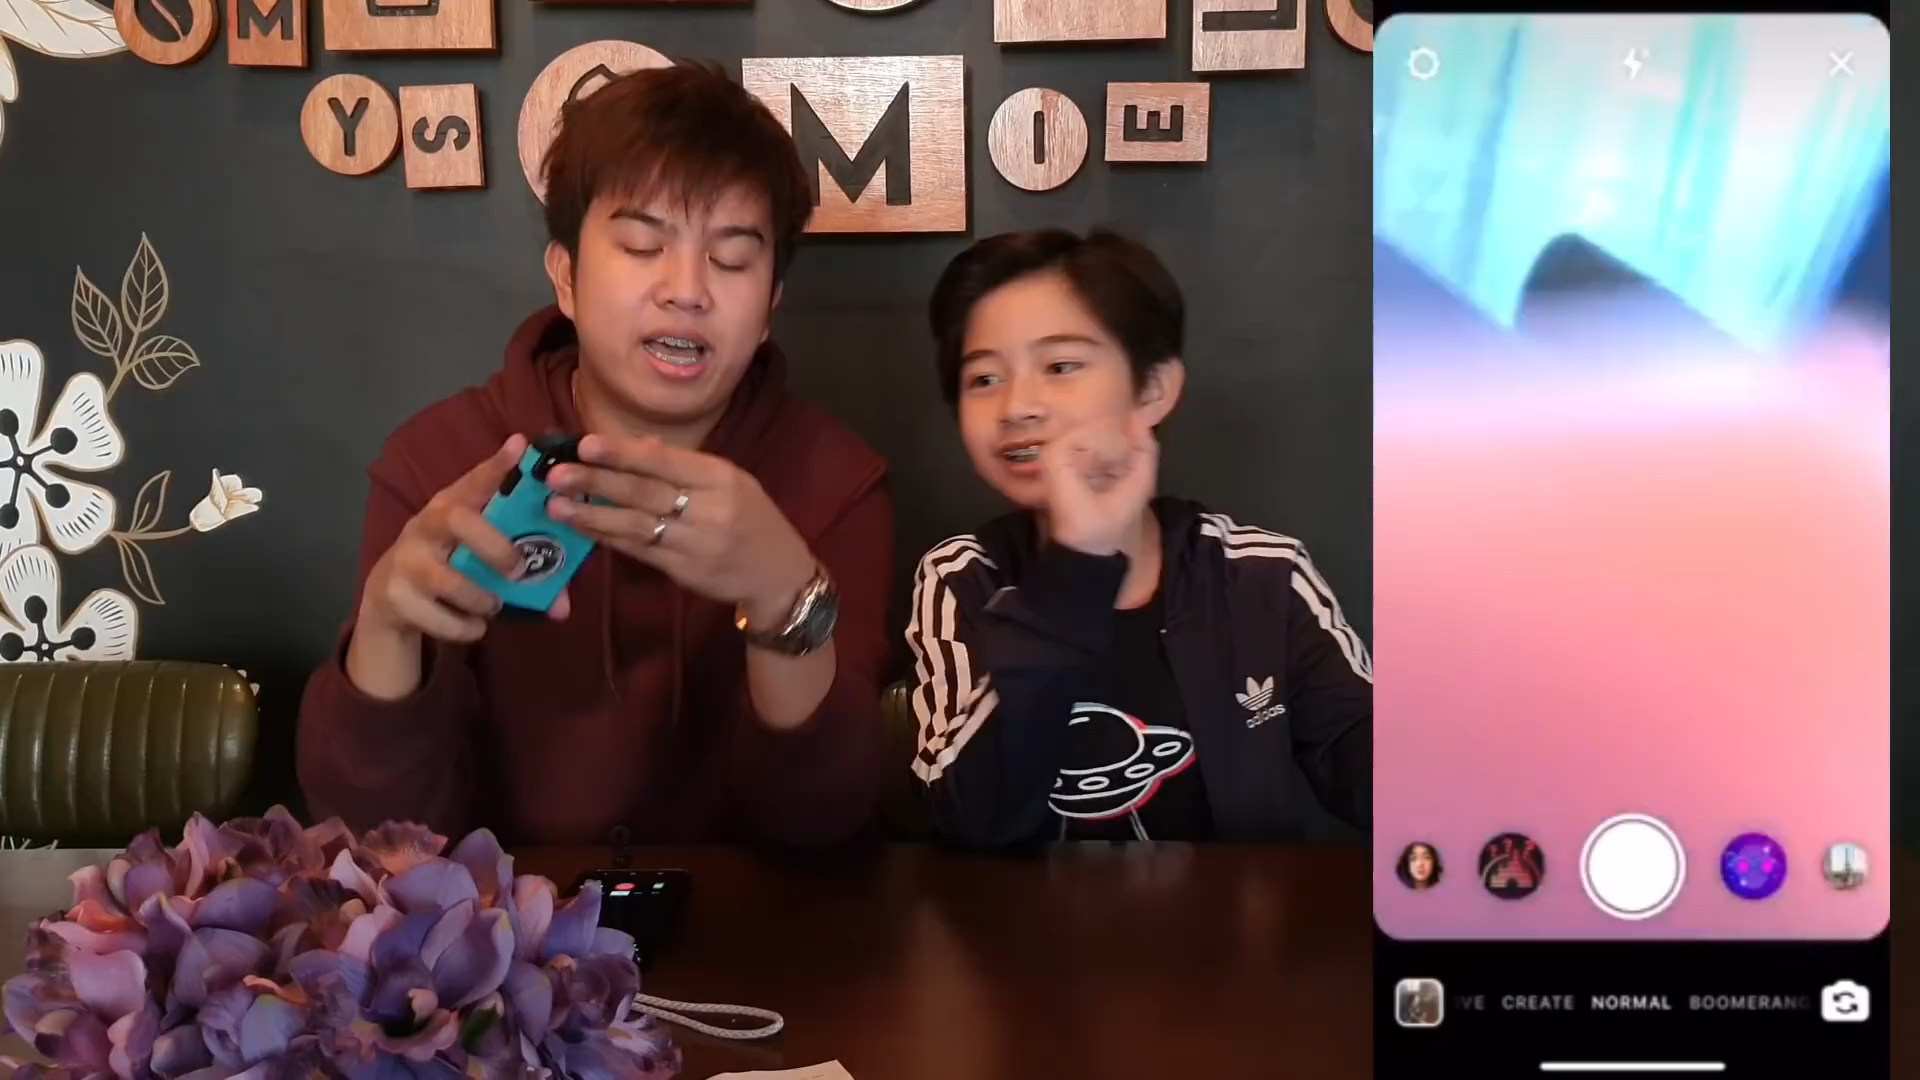 M
Y S M I E
adidas
CREATE NORMAL BOOMERANG